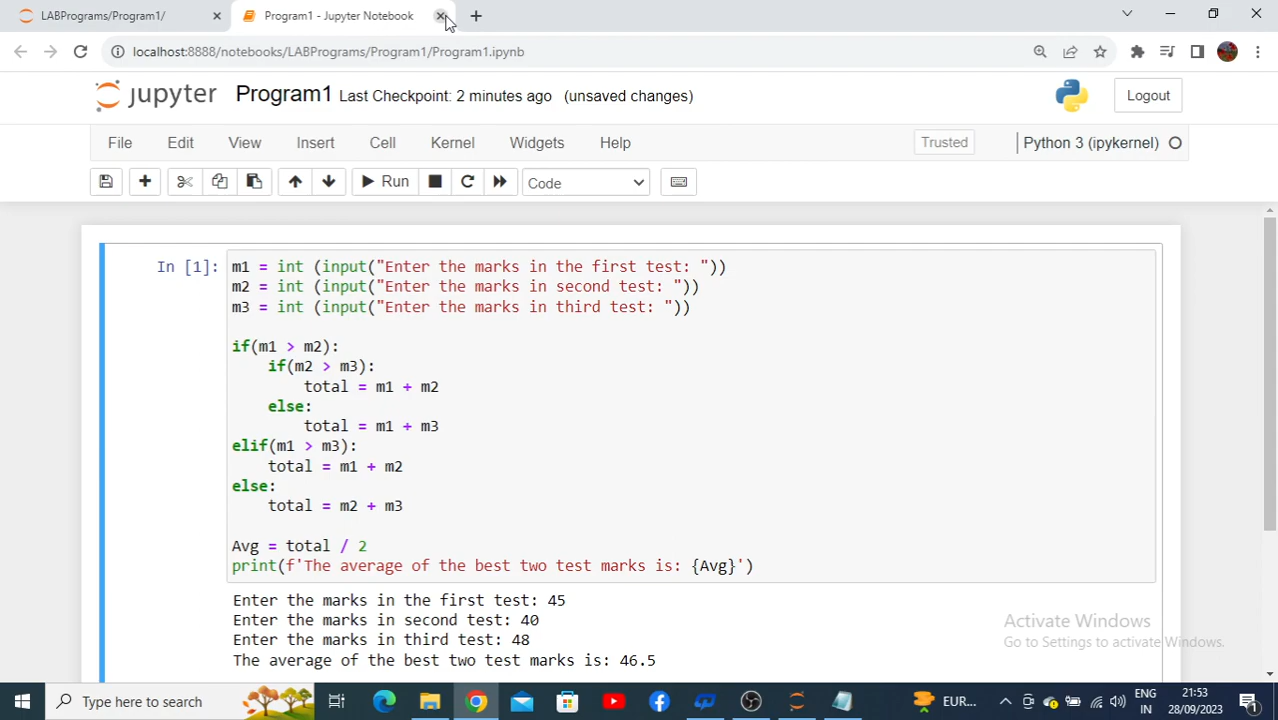 LABPrograms/Program1/
Program1 - Jupyter Notebook
localhost:8888/notebooks/LABPrograms/Program1/Program1.ipynb
jupyter Program1 Last Checkpoint: 2 minutes ago (unsaved changes)
Logout
File Edit View Insert Cell Kernel Widgets Help
Trusted
Python 3 (ipykernel)
Run
Code
In [1]:
m1 = int (input("Enter the marks in the first test: "))
m2 = int (input("Enter the marks in second test: "))
m3 = int (input("Enter the marks in third test: "))
if(m1 > m2):
    if(m2 > m3):
        total = m1 + m2
    else:
        total = m1 + m3
elif(m1 > m3):
    total = m1 + m2
else:
    total = m2 + m3
Avg = total / 2
print(f'The average of the best two test marks is: {Avg}')
Enter the marks in the first test: 45
Enter the marks in second test: 40
Enter the marks in third test: 48
The average of the best two test marks is: 46.5
Activate Windows
Go to Settings to activate Windows.
Type here to search
EUR...
ENG
IN
21:53
28/09/2023
1